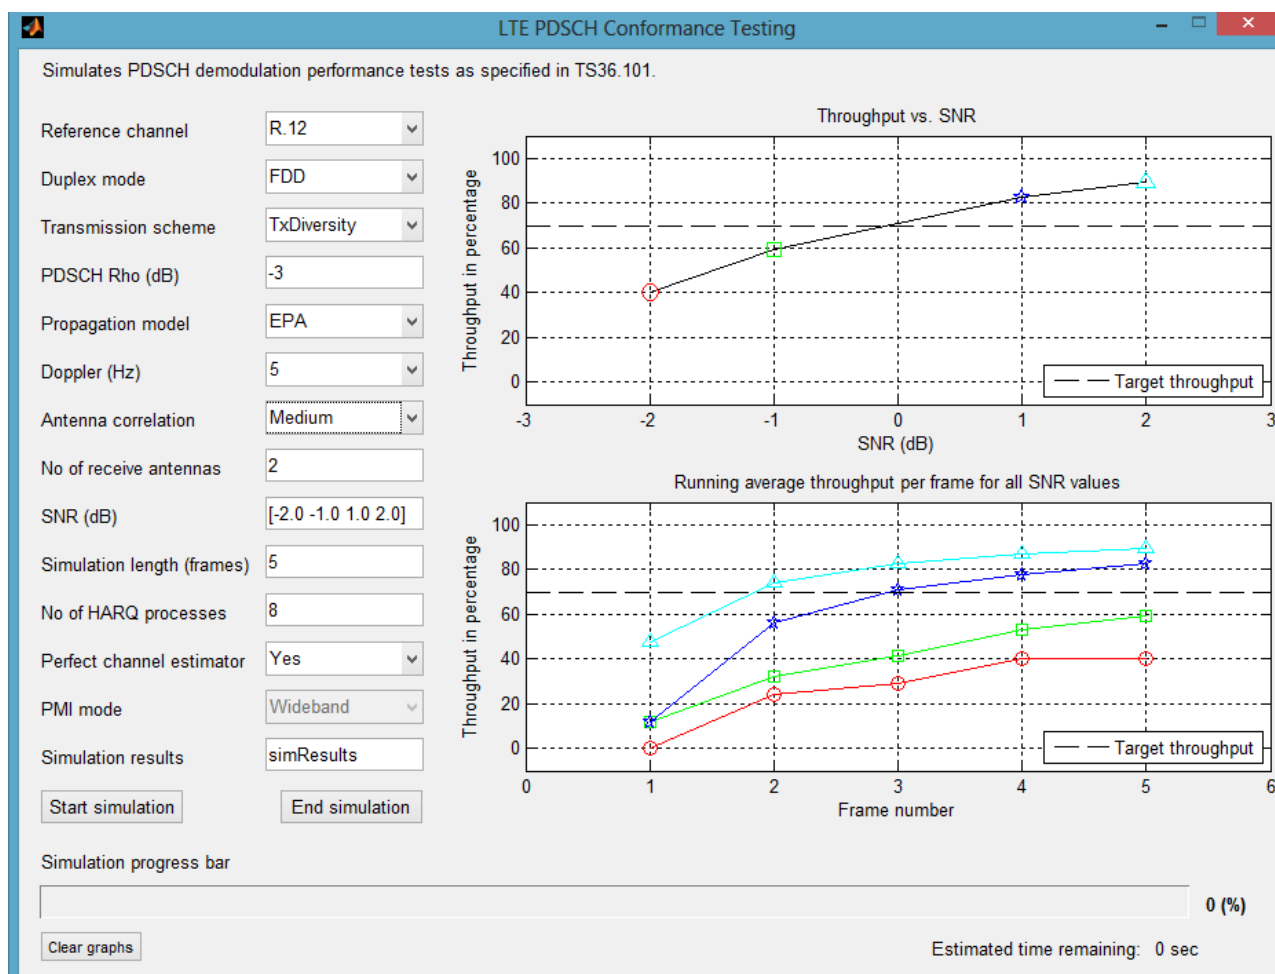 LTE PDSCH Conformance Testing
Simulates PDSCH demodulation performance tests as specified in TS36.101.
Reference channel R.12
Duplex mode FDD
Transmission scheme TxDiversity
PDSCH Rho (dB) -3
Propagation model EPA
Doppler (Hz) 5
Antenna correlation Medium
No of receive antennas 2
SNR (dB) [-2.0 -1.0 1.0 2.0]
Simulation length (frames) 5
No of HARQ processes 8
Perfect channel estimator Yes
PMI mode Wideband
Simulation results simResults
Start simulation End simulation
Throughput vs. SNR
Throughput in percentage
100
80
60
40
20
0
Target throughput
-3 -2 -1 0 1 2 3
SNR (dB)
Running average throughput per frame for all SNR values
Throughput in percentage
100
80
60
40
20
0
Target throughput
0 1 2 3 4 5 6
Frame number
Simulation progress bar
0 (%)
Clear graphs
Estimated time remaining: 0 sec